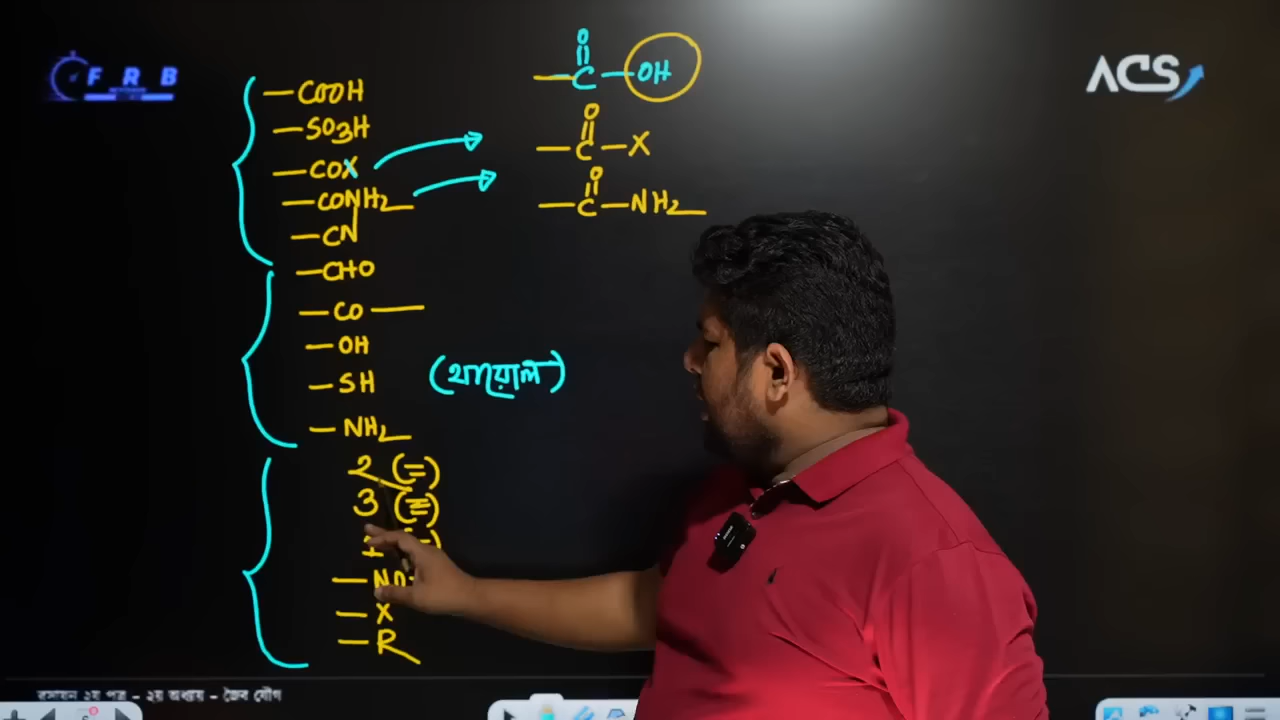 FRB
ACS
—COOH
—SO3H
—COX
—CONH2
—CN
—CHO
—CO—
—OH
—SH (থায়োল)
—NH2
2 (=)
3 (≡)
—X
—R
O
||
—C—OH
O
||
—C—X
O
||
—C—NH2
রসায়ন ২য় পত্র - ২য় অধ্যায় - জৈব যৌগ